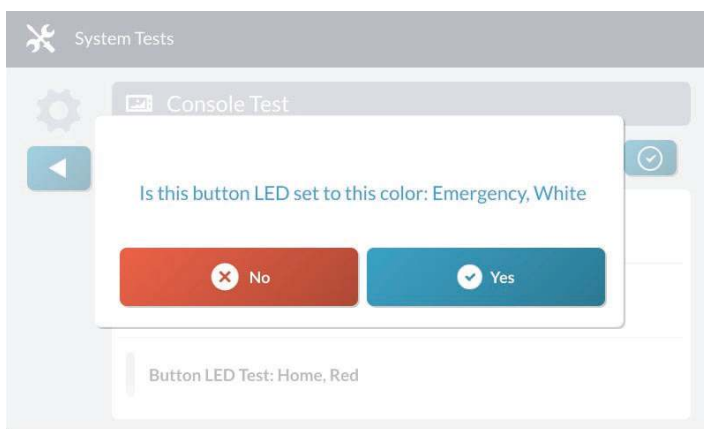 System Tests
Console Test
Is this button LED set to this color: Emergency, White
No
Yes
Button LED Test: Home, Red